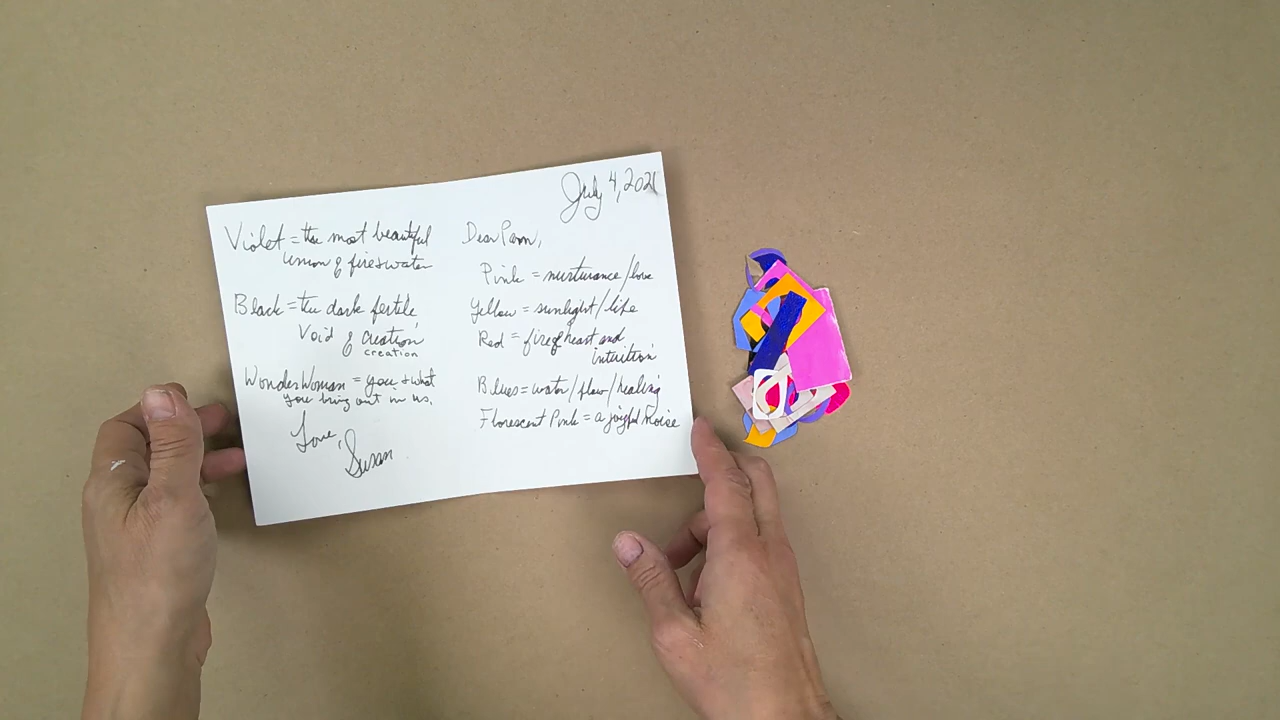 July 4, 2021
Dear Pam,
Pink = nurturance/love
Yellow = sunlight/life
Red = fire of heart and
intuition
Blues = water/flow/healing
Florescent Pink = a joyful noise
Violet = the most beautiful
union of fire & water
Black = the dark fertile
Void of creation
creation
Wonder Woman = you & what
you bring out in us.
Love,
Susan